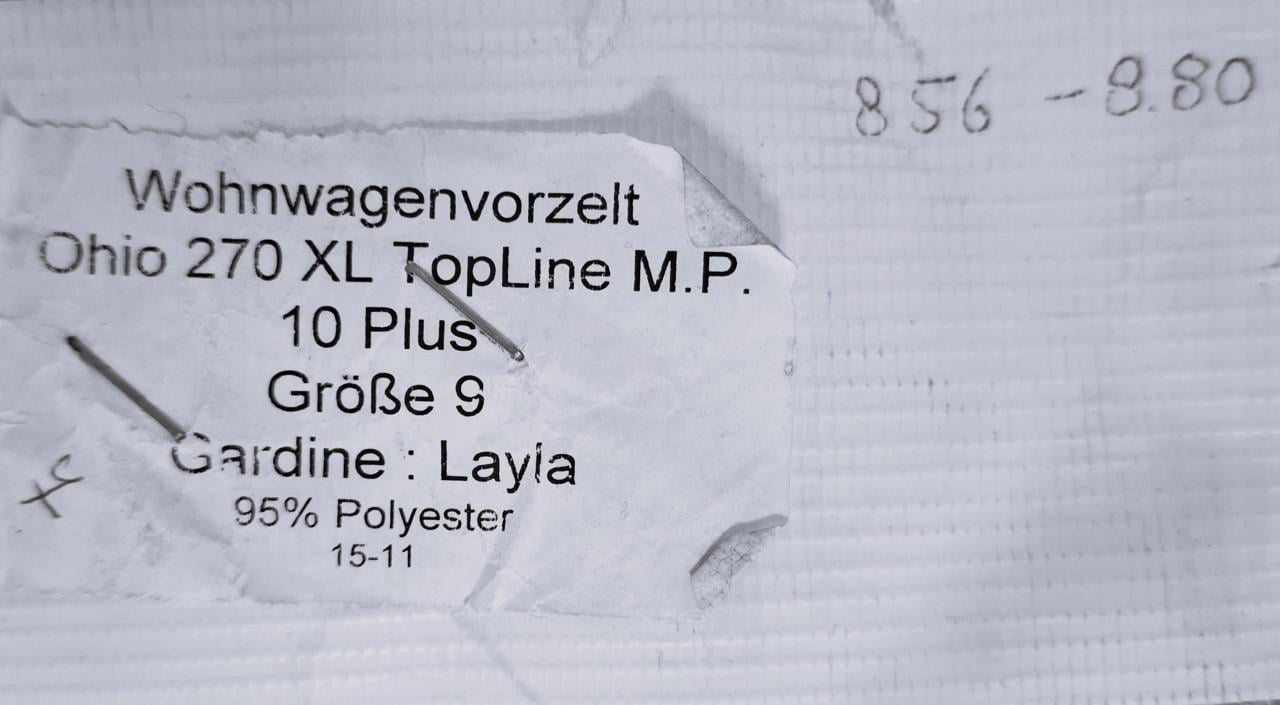 856 - 8.80
Wohnwagenvorzelt
Ohio 270 XL TopLine M.P.
10 Plus
Größe 9
Gardine : Layla
95% Polyester
15-11